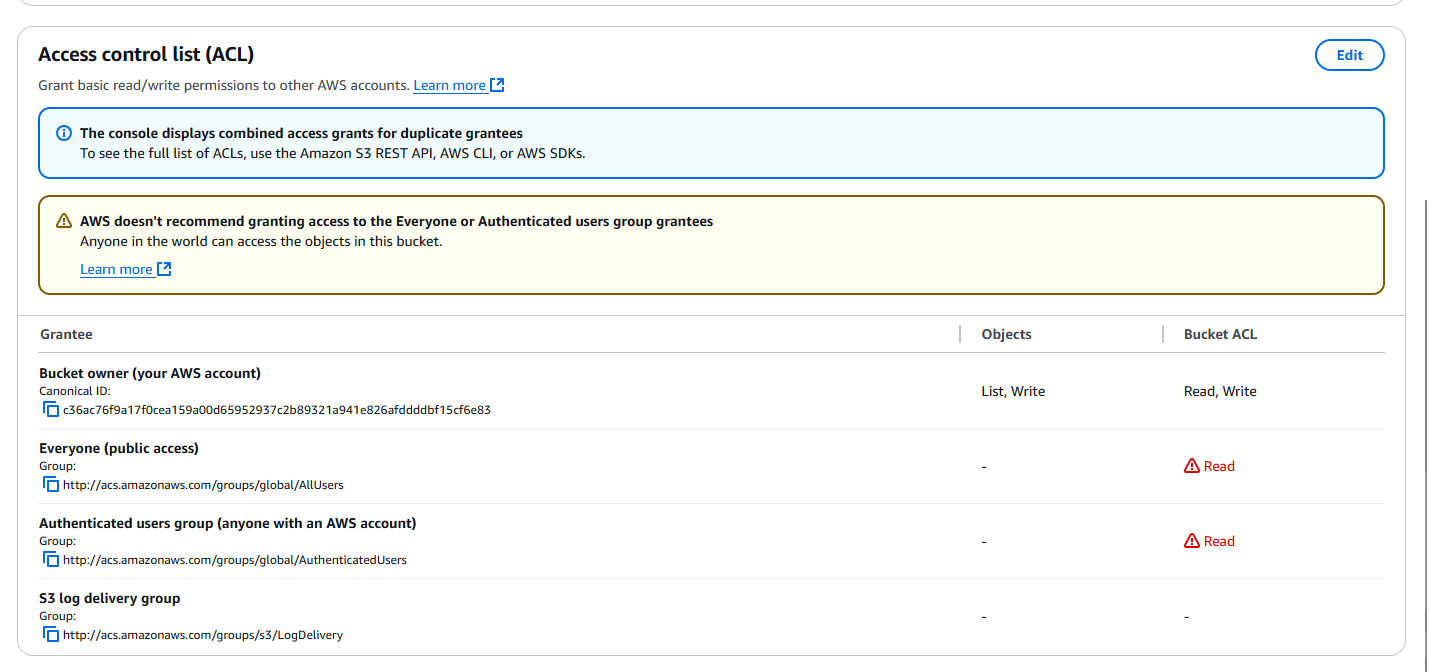 Access control list (ACL)
Edit
Grant basic read/write permissions to other AWS accounts. Learn more
The console displays combined access grants for duplicate grantees
To see the full list of ACLs, use the Amazon S3 REST API, AWS CLI, or AWS SDKs.
AWS doesn't recommend granting access to the Everyone or Authenticated users group grantees
Anyone in the world can access the objects in this bucket.
Learn more
Grantee Objects Bucket ACL
Bucket owner (your AWS account)
Canonical ID:
c36ac76f9a17f0cea159a00d65952937c2b89321a941e826afddddbf15cf6e83
List, Write Read, Write
Everyone (public access)
Group:
http://acs.amazonaws.com/groups/global/AllUsers
- Read
Authenticated users group (anyone with an AWS account)
Group:
http://acs.amazonaws.com/groups/global/AuthenticatedUsers
- Read
S3 log delivery group
Group:
http://acs.amazonaws.com/groups/s3/LogDelivery
- -